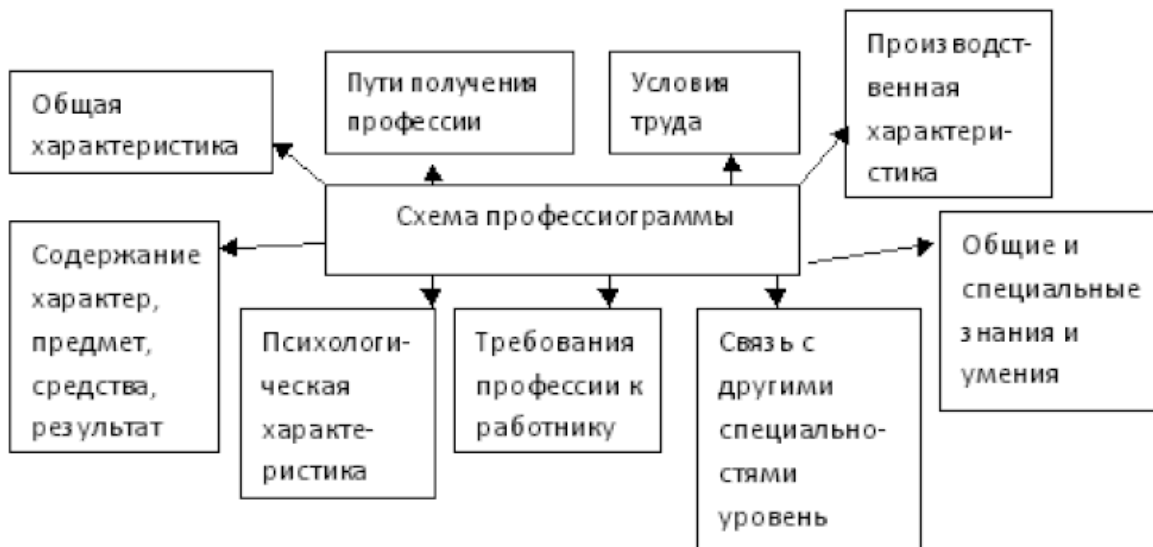 Общая
характеристика
Пути получения
профессии
Условия
труда
Производст-
венная
характери-
стика
Схема профессиограммы
Содержание
характер,
предмет,
средства,
результат
Психологи-
ческая
характе-
ристика
Требования
профессии к
работнику
Связь с
другими
специально-
стями
уровень
Общие и
специальные
знания и
умения